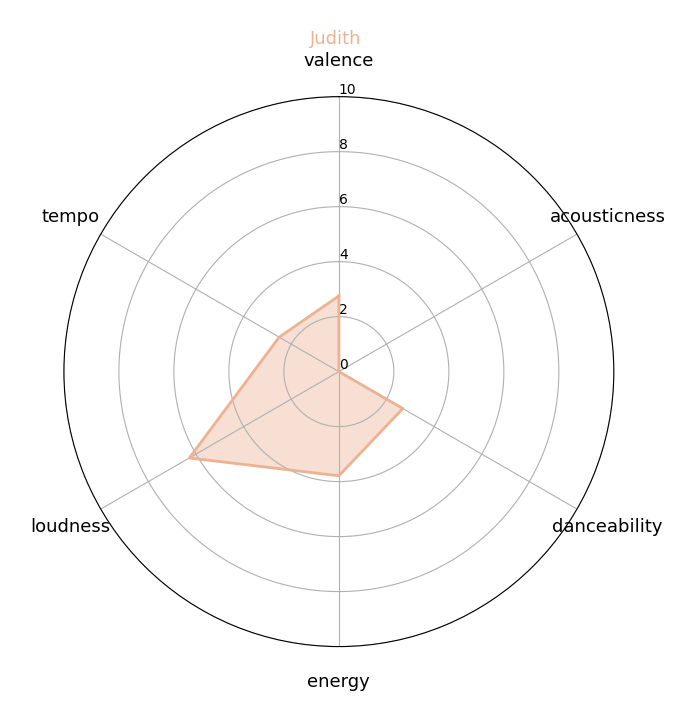 Judith
valence
10
8
tempo
6
acousticness
4
2
0
loudness
danceability
energy